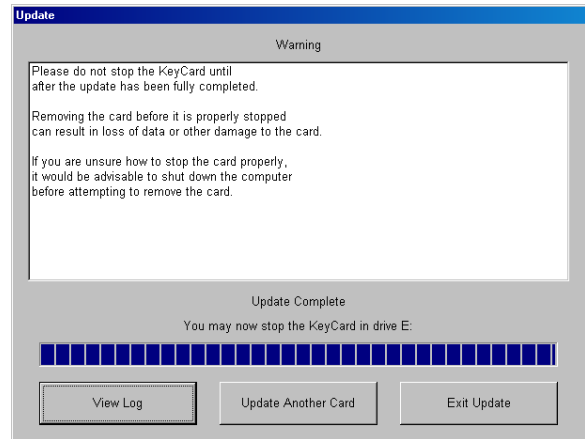 Update
Warning
Please do not stop the KeyCard until
after the update has been fully completed.
Removing the card before it is properly stopped
can result in loss of data or other damage to the card.
If you are unsure how to stop the card properly,
it would be advisable to shut down the computer
before attempting to remove the card.
Update Complete
You may now stop the KeyCard in drive E:
View Log
Update Another Card
Exit Update